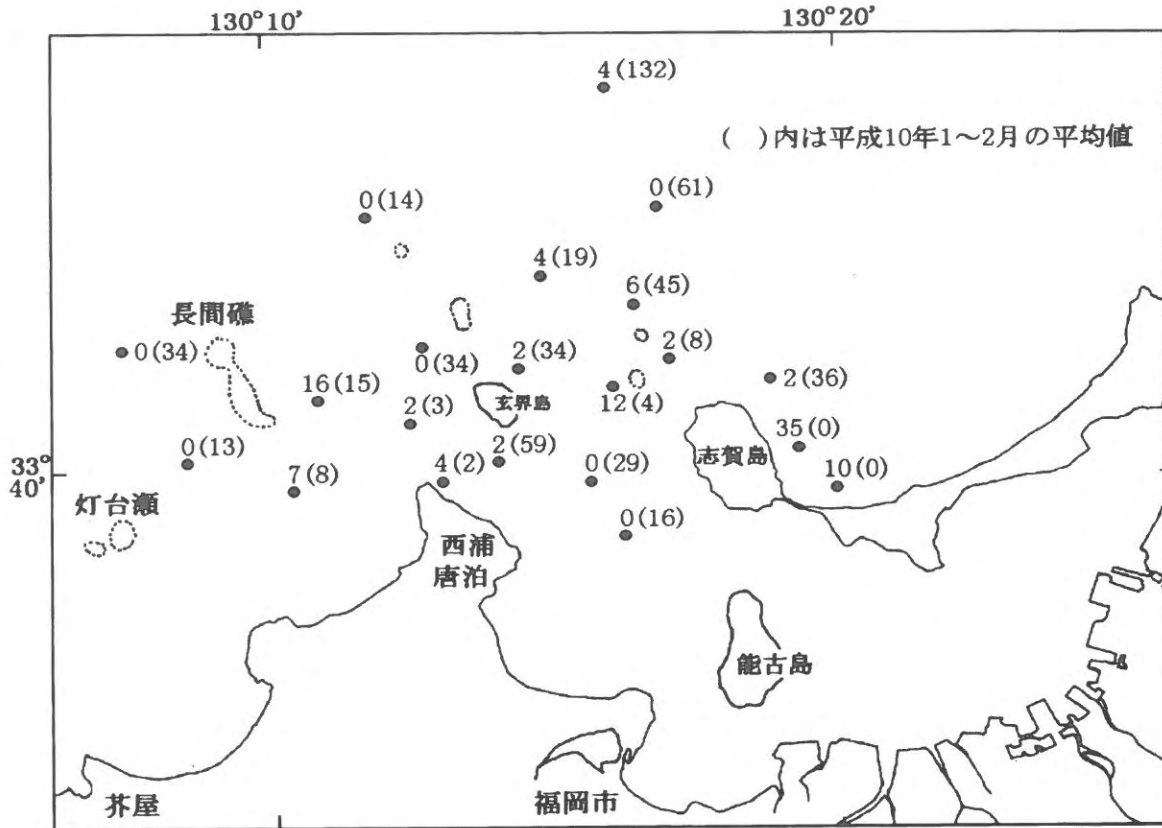 130°10'
130°20'
4(132)
( )内は平成10年1～2月の平均値
0(14)
0(61)
4(19)
6(45)
長間礁
0(34)
0(34)
2(34)
2(8)
2(36)
16(15)
2(3)
玄界島
12(4)
35(0)
志賀島
33°
40'
0(13)
7(8)
4(2)
2(59)
0(29)
10(0)
灯台瀬
0(16)
西浦
唐泊
能古島
芥屋
福岡市